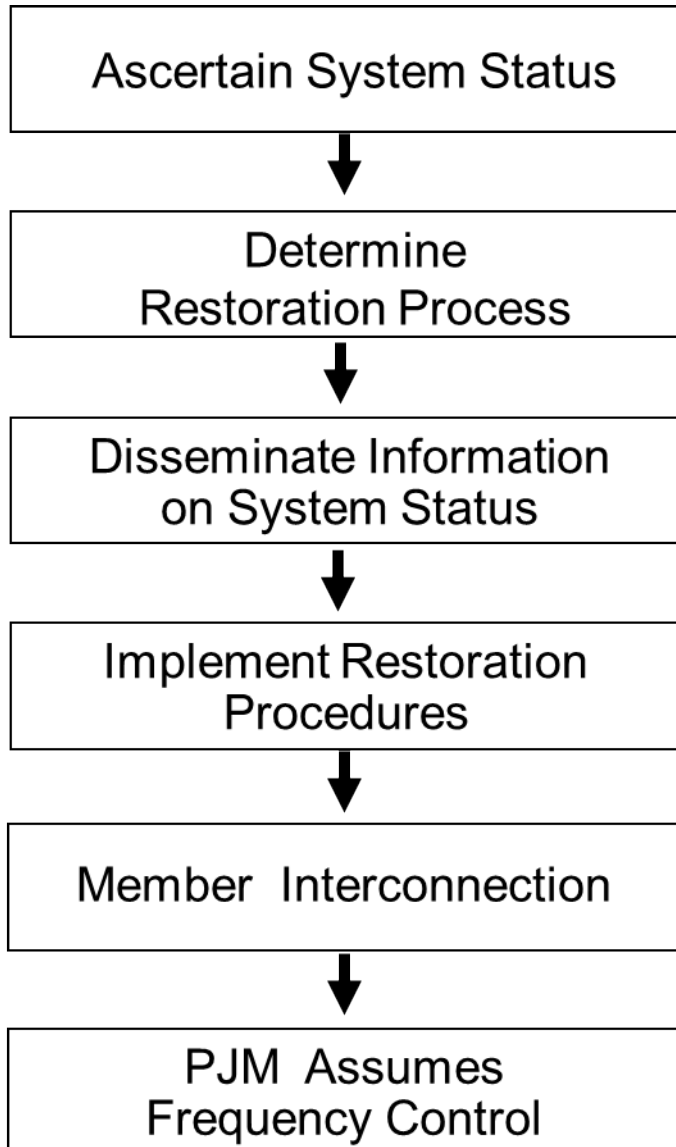 Ascertain System Status
Determine
Restoration Process
Disseminate Information
on System Status
Implement Restoration
Procedures
Member Interconnection
PJM Assumes
Frequency Control